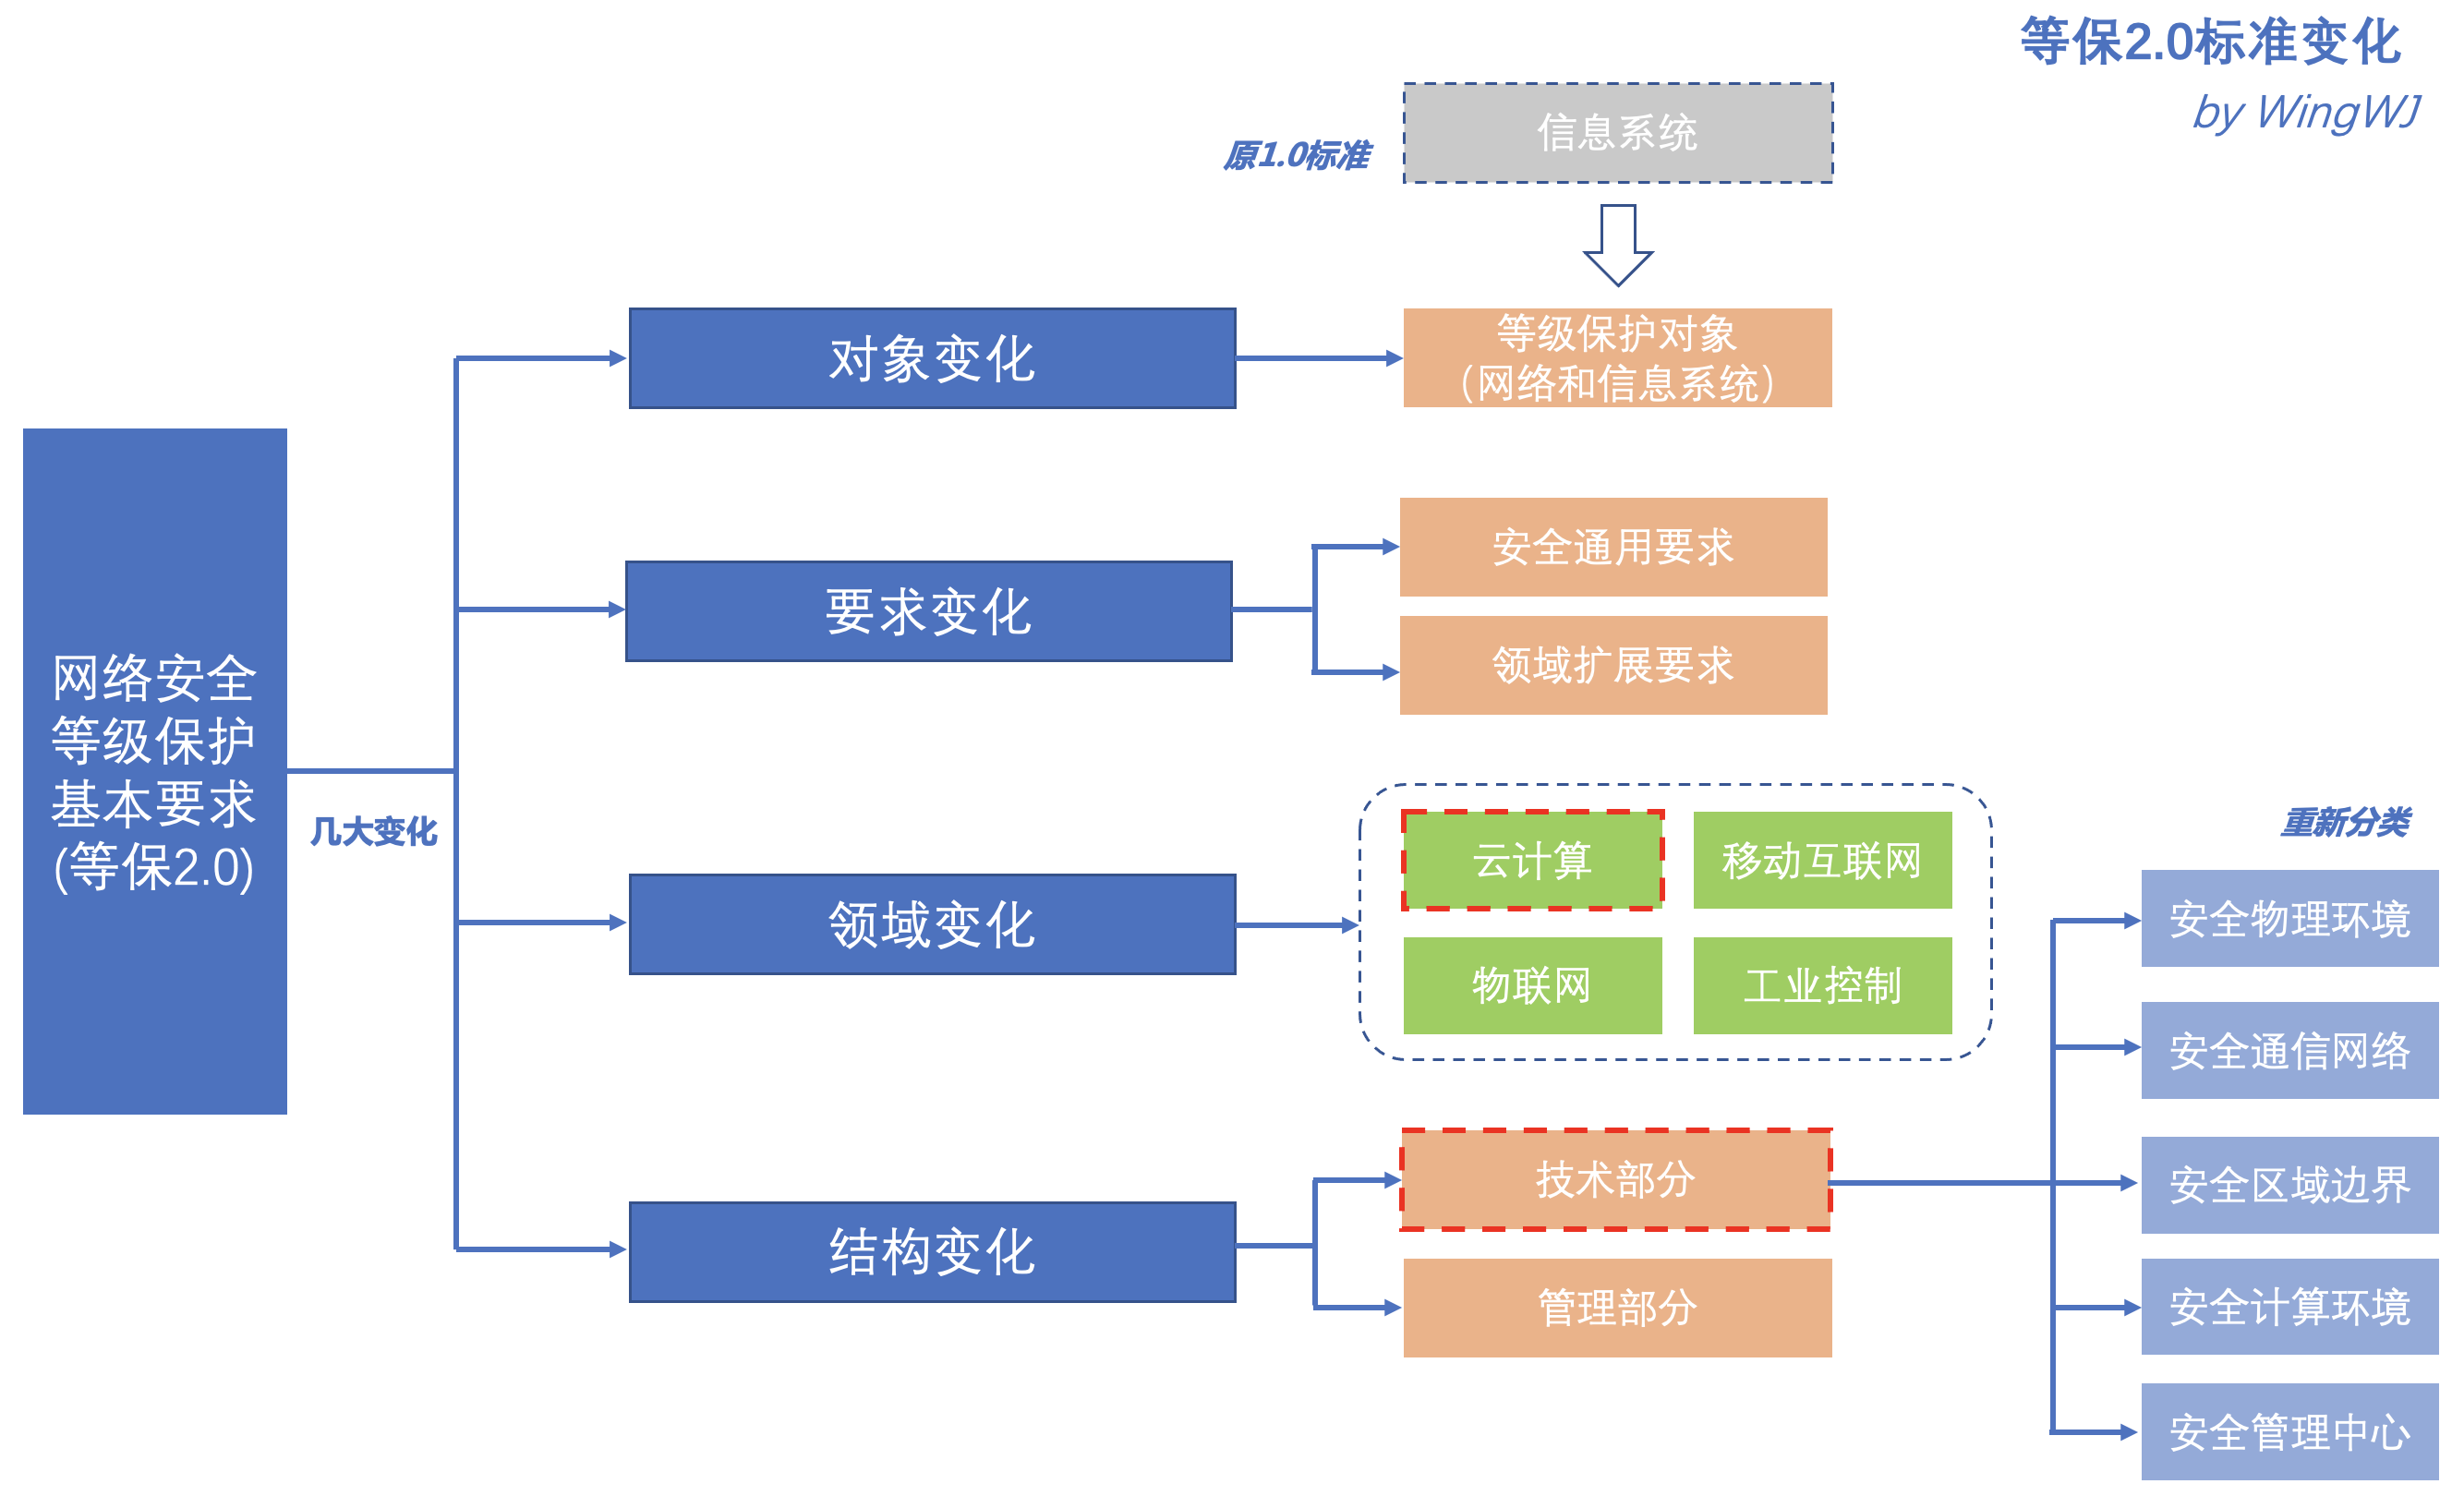 等保2.0标准变化
by WingWJ
原1.0标准
信息系统
网络安全
等级保护
基本要求
(等保2.0)
几大变化
对象变化
等级保护对象
（网络和信息系统）
要求变化
安全通用要求
领域扩展要求
领域变化
云计算
移动互联网
物联网
工业控制
结构变化
技术部分
管理部分
重新分类
安全物理环境
安全通信网络
安全区域边界
安全计算环境
安全管理中心